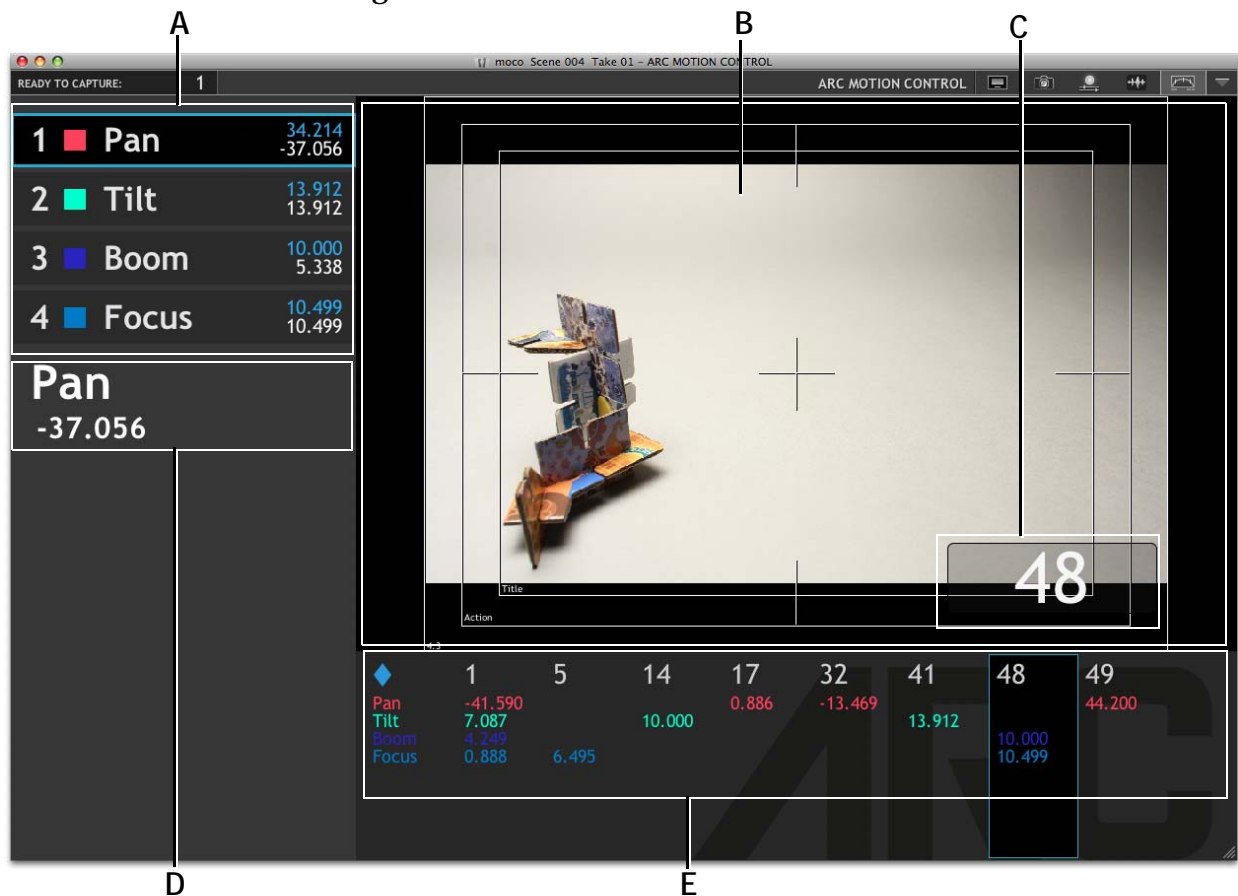 A B C
moco Scene 004 Take 01 – ARC MOTION CONTROL
READY TO CAPTURE: 1 ARC MOTION CONTROL
1 Pan 34.214
-37.056
2 Tilt 13.912
13.912
3 Boom 10.000
5.338
4 Focus 10.499
10.499
Pan
-37.056
48
Title
Action
4:3
1 5 14 17 32 41 48 49
Pan -41.590 0.886 -13.469 44.200
Tilt 7.087 10.000 13.912
Boom 4.249 10.000
Focus 0.888 6.495 10.499
ARC
D E